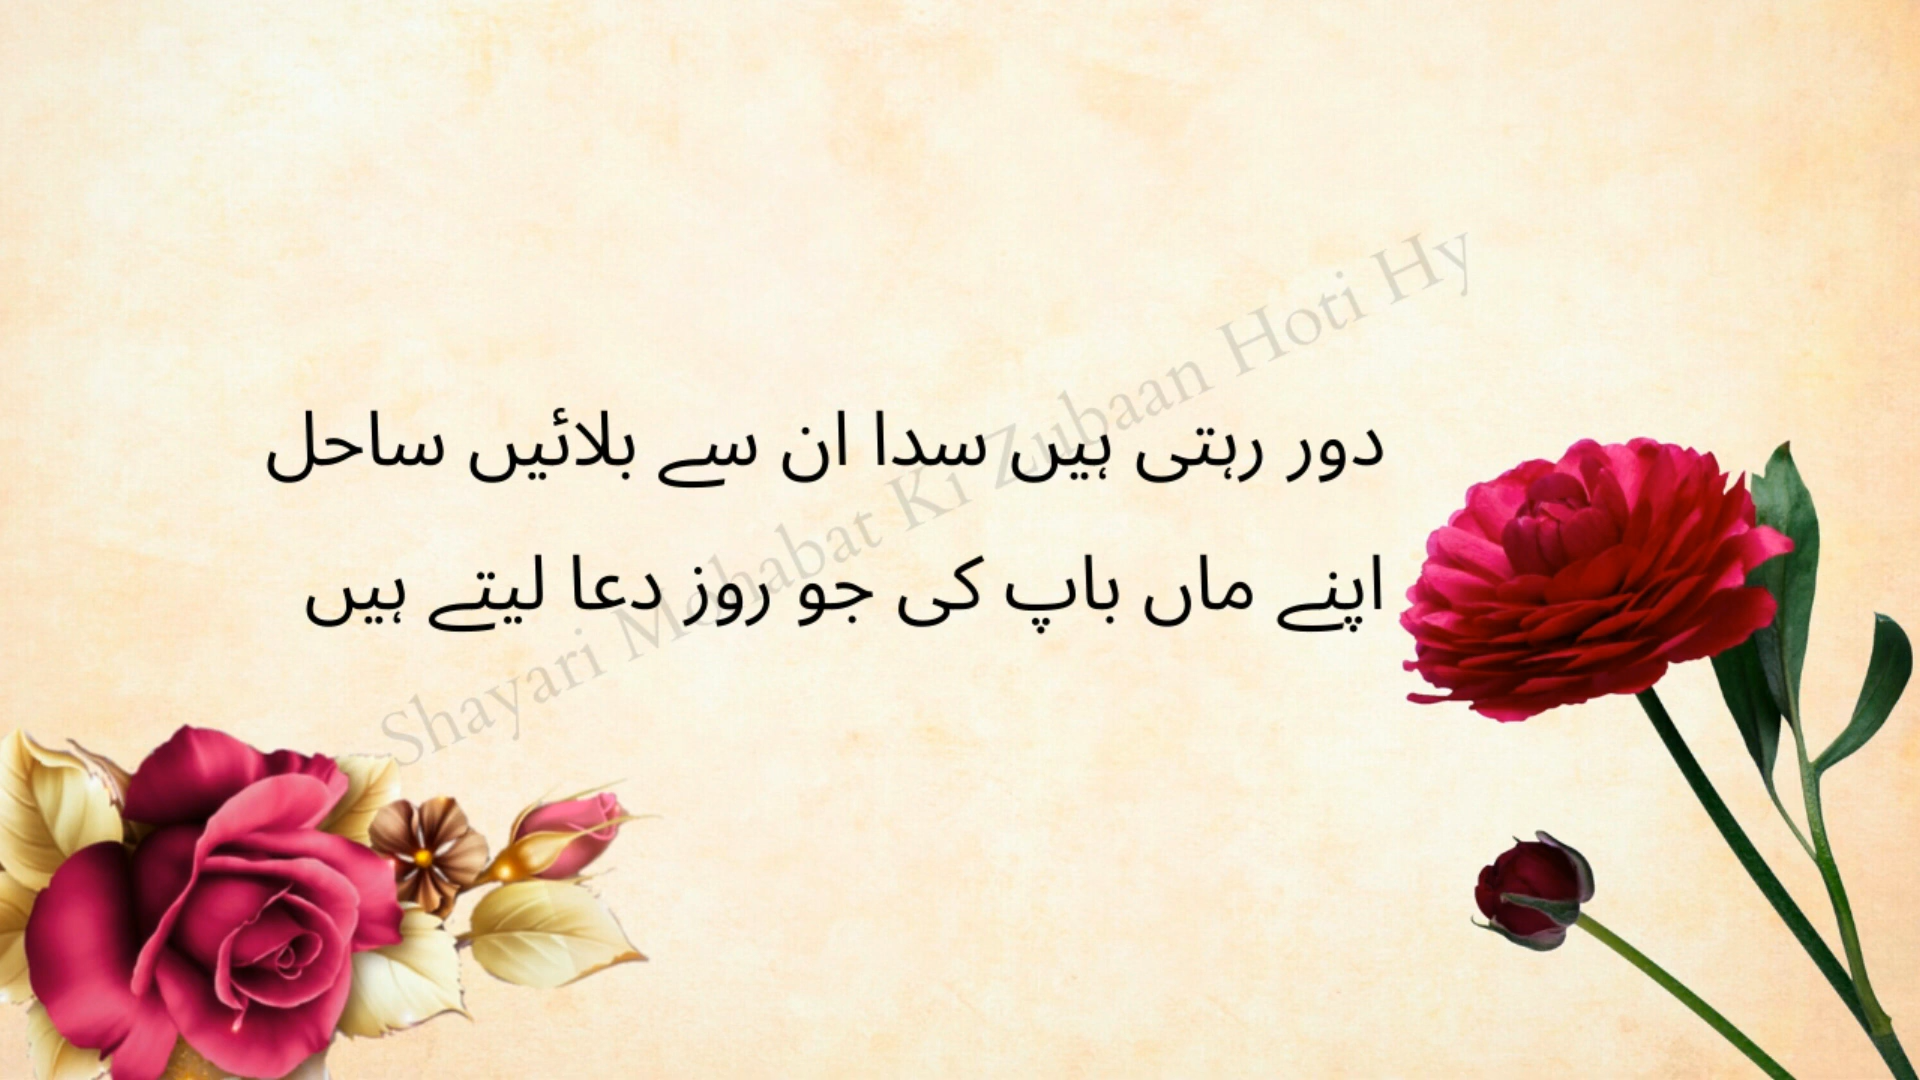 دور رہتی ہیں سدا ان سے بلائیں ساحل
اپنے ماں باپ کی جو روز دعا لیتے ہیں
Shayari Mohabat Ki Zubaan Hoti Hy